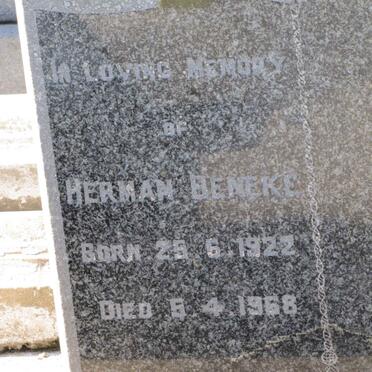 IN LOVING MEMORY
OF
HERMAN BENEKE
BORN 25.6.1922
DIED 5.4.1968